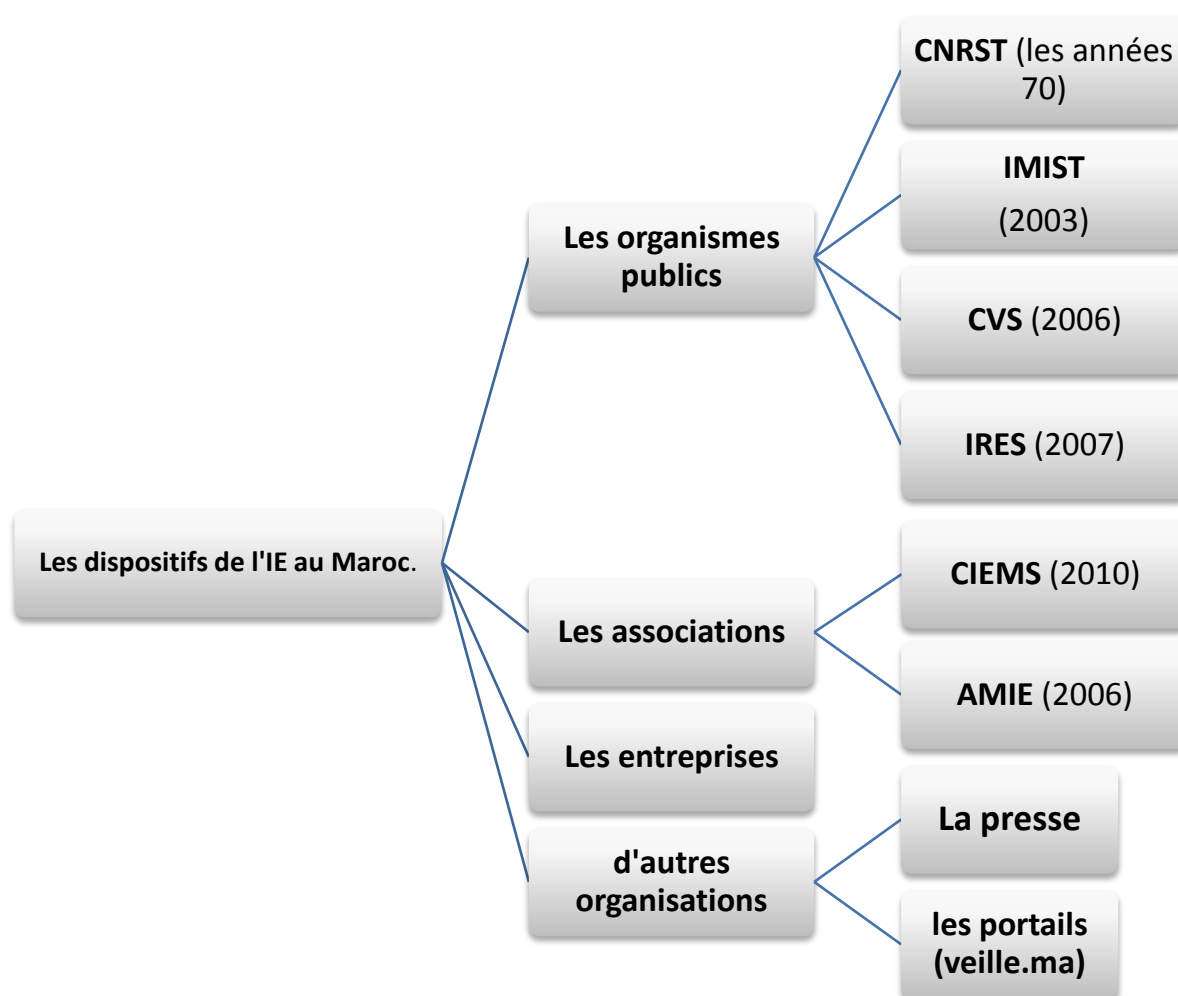 Les dispositifs de l'IE au Maroc.
Les organismes
publics
CNRST (les années
70)
IMIST
(2003)
CVS (2006)
IRES (2007)
Les associations
CIEMS (2010)
AMIE (2006)
Les entreprises
d'autres
organisations
La presse
les portails
(veille.ma)